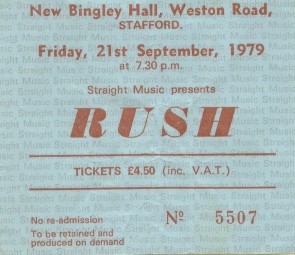 New Bingley Hall, Weston Road,
STAFFORD.
Friday, 21st September, 1979
at 7.30 p.m.
Straight Music presents
RUSH
TICKETS £4.50 (inc. V.A.T.)
No re-admission
Nº 5507
To be retained and
produced on demand